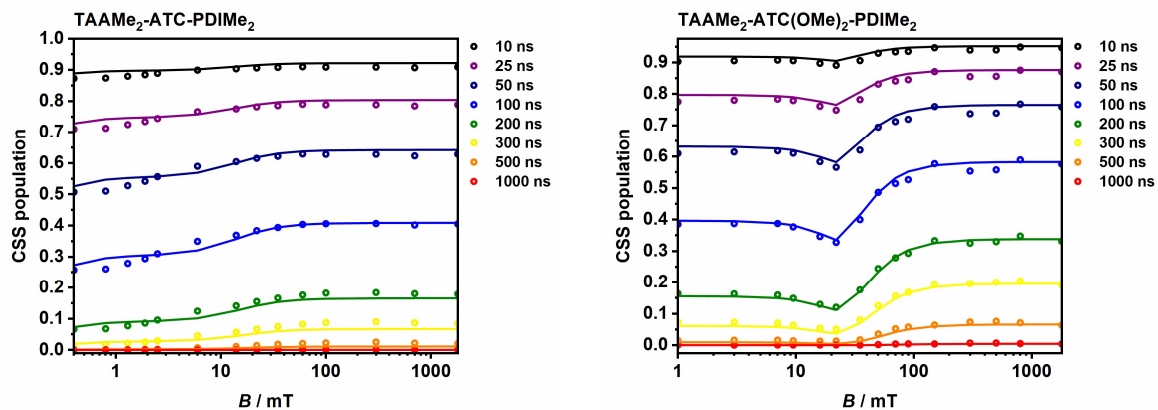 TAAMe₂-ATC-PDIMe₂
1.0
0.9
0.8
0.7
0.6
0.5
0.4
0.3
0.2
0.1
0.0
CSS population
1
10
100
1000
B / mT
10 ns
25 ns
50 ns
100 ns
200 ns
300 ns
500 ns
1000 ns
TAAMe₂-ATC(OMe)₂-PDIMe₂
0.9
0.8
0.7
0.6
0.5
0.4
0.3
0.2
0.1
0.0
CSS population
1
10
100
1000
B / mT
10 ns
25 ns
50 ns
100 ns
200 ns
300 ns
500 ns
1000 ns